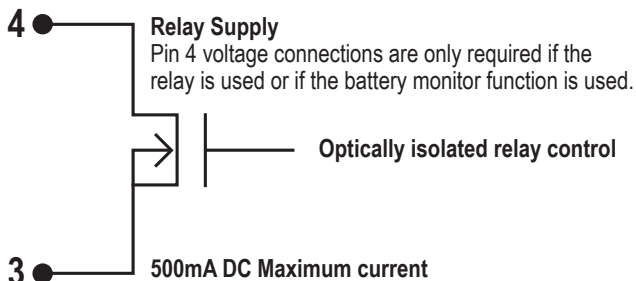 4 Relay Supply
Pin 4 voltage connections are only required if the
relay is used or if the battery monitor function is used.
Optically isolated relay control
3 500mA DC Maximum current